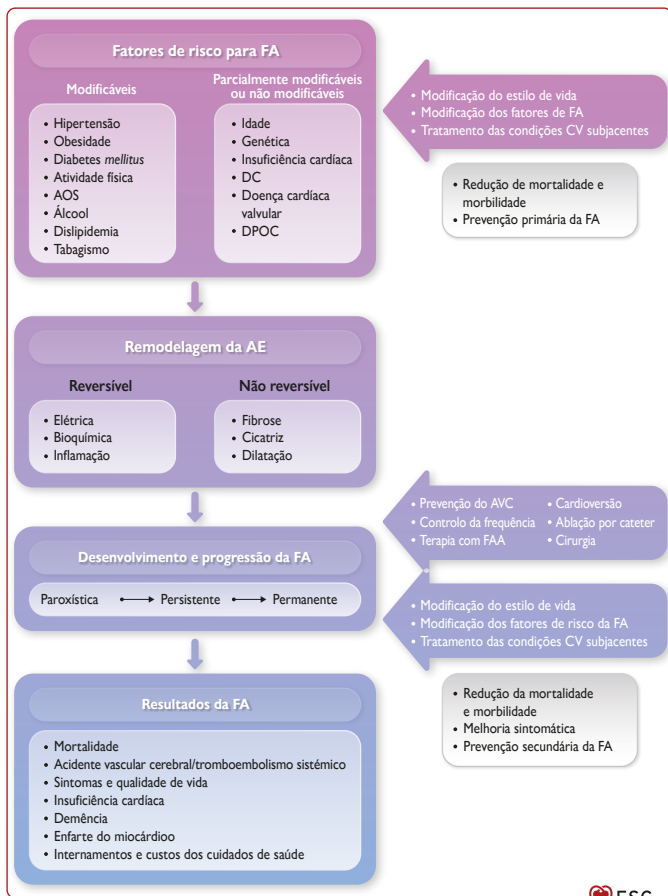 Fatores de risco para FA
Modificáveis
• Hipertensão
• Obesidade
• Diabetes mellitus
• Atividade física
• AOS
• Álcool
• Dislipidemia
• Tabagismo
Parcialmente modificáveis
ou não modificáveis
• Idade
• Genética
• Insuficiência cardíaca
• DC
• Doença cardíaca
valvular
• DPOC
• Modificação do estilo de vida
• Modificação dos fatores de FA
• Tratamento das condições CV subjacentes
• Redução de mortalidade e
morbilidade
• Prevenção primária da FA
Remodelagem da AE
Reversível
• Elétrica
• Bioquímica
• Inflamação
Não reversível
• Fibrose
• Cicatriz
• Dilatação
• Prevenção do AVC
• Controlo da frequência
• Terapia com FAA
• Cardioversão
• Ablação por cateter
• Cirurgia
Desenvolvimento e progressão da FA
Paroxística Persistente Permanente
• Modificação do estilo de vida
• Modificação dos fatores de risco da FA
• Tratamento das condições CV subjacentes
• Redução da mortalidade
e morbilidade
• Melhoria sintomática
• Prevenção secundária da FA
Resultados da FA
• Mortalidade
• Acidente vascular cerebral/tromboembolismo sistémico
• Sintomas e qualidade de vida
• Insuficiência cardíaca
• Demência
• Enfarte do miocárdioo
• Internamentos e custos dos cuidados de saúde
ESC